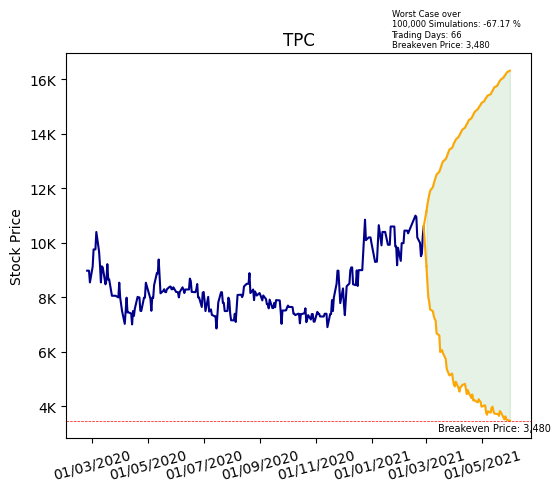 Worst Case over
100,000 Simulations: -67.17 %
Trading Days: 66
Breakeven Price: 3,480
TPC
Stock Price
16K
14K
12K
10K
8K
6K
4K
Breakeven Price: 3,480
01/03/2020
01/05/2020
01/07/2020
01/09/2020
01/11/2020
01/01/2021
01/03/2021
01/05/2021